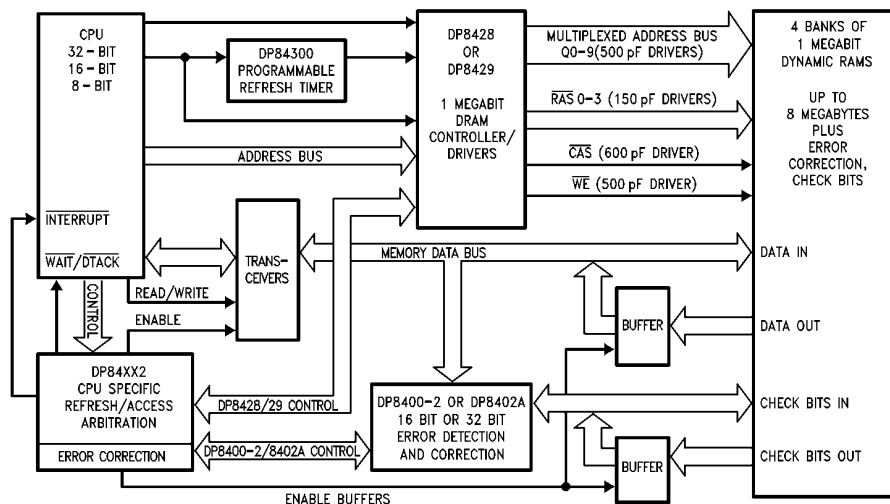 CPU
32 - BIT
16 - BIT
8 - BIT
INTERRUPT
WAIT/DTACK
DP84300
PROGRAMMABLE
REFRESH TIMER
ADDRESS BUS
DP8428
OR
DP8429
1 MEGABIT
DRAM
CONTROLLER/
DRIVERS
MULTIPLEXED ADDRESS BUS
Q0-9(500 pF DRIVERS)
RAS 0-3 (150 pF DRIVERS)
CAS (600 pF DRIVER)
WE (500 pF DRIVER)
4 BANKS OF
1 MEGABIT
DYNAMIC RAMS
UP TO
8 MEGABYTES
PLUS
ERROR
CORRECTION,
CHECK BITS
DATA IN
DATA OUT
CHECK BITS IN
CHECK BITS OUT
TRANS-
CEIVERS
MEMORY DATA BUS
CONTROL
READ/WRITE
ENABLE
BUFFER
DP84XX2
CPU SPECIFIC
REFRESH/ACCESS
ARBITRATION
ERROR CORRECTION
DP8428/29 CONTROL
DP8400-2/8402A CONTROL
DP8400-2 OR DP8402A
16 BIT OR 32 BIT
ERROR DETECTION
AND CORRECTION
BUFFER
ENABLE BUFFERS